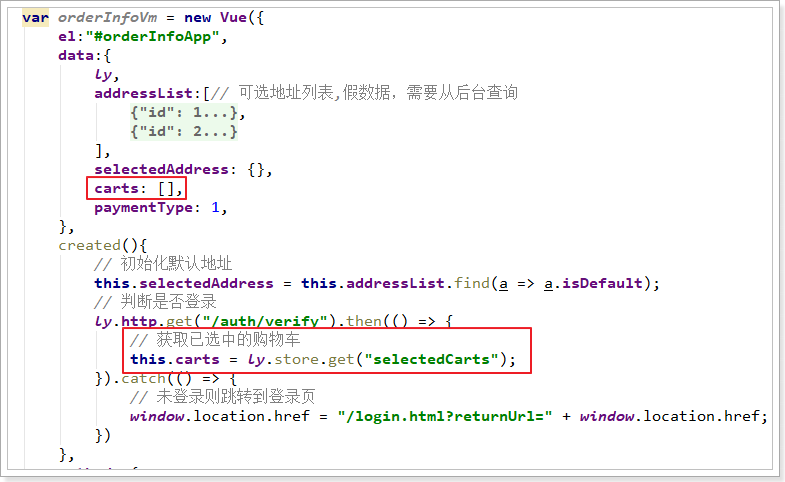 var orderInfoVm = new Vue({
el:"#orderInfoApp",
data:{
ly,
addressList:[// 可选地址列表,假数据，需要从后台查询
{"id": 1...},
{"id": 2...}
],
selectedAddress: {},
carts: [],
paymentType: 1,
},
created(){
// 初始化默认地址
this.selectedAddress = this.addressList.find(a => a.isDefault);
// 判断是否登录
ly.http.get("/auth/verify").then(() => {
// 获取已选中的购物车
this.carts = ly.store.get("selectedCarts");
}).catch(() => {
// 未登录则跳转到登录页
window.location.href = "/login.html?returnUrl=" + window.location.href;
})
},